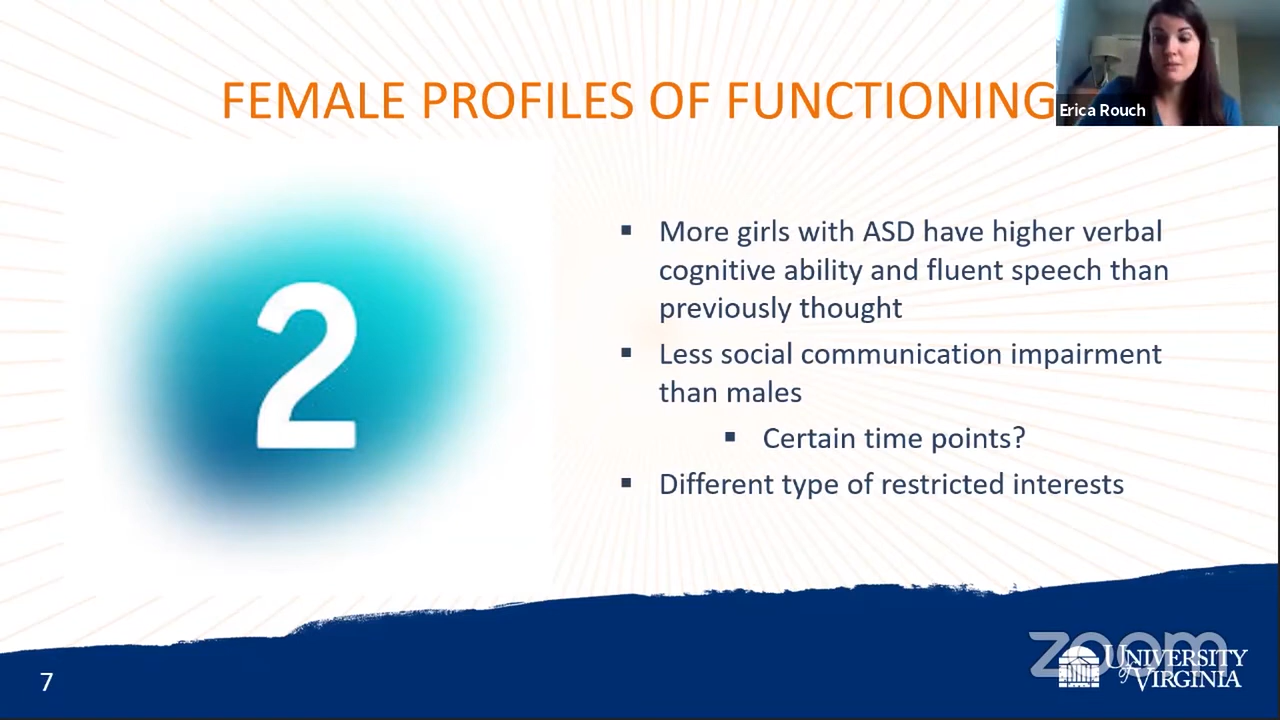 FEMALE PROFILES OF FUNCTIONING
Erica Rouch
2
▪ More girls with ASD have higher verbal
cognitive ability and fluent speech than
previously thought
▪ Less social communication impairment
than males
▪ Certain time points?
▪ Different type of restricted interests
7
zoom
UNIVERSITY
of VIRGINIA